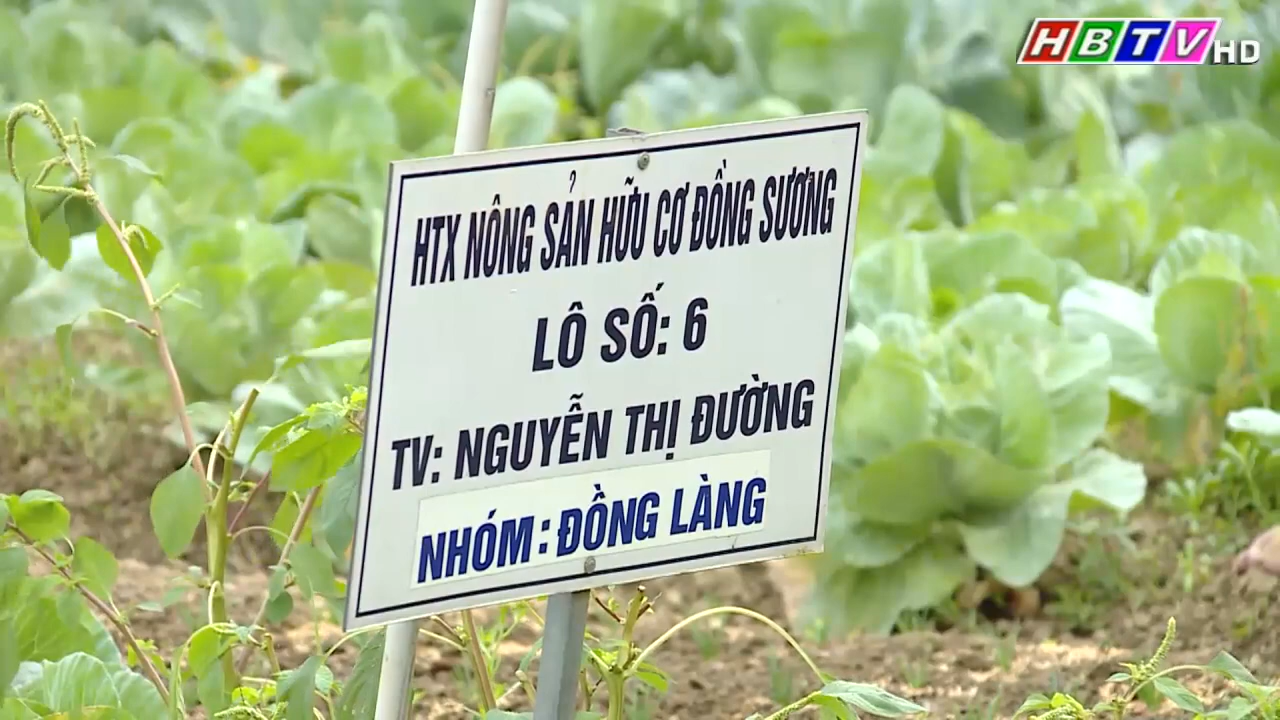 HBTV HD
HTX NÔNG SẢN HỮU CƠ ĐỒNG SƯƠNG
LÔ SỐ: 6
TV: NGUYỄN THỊ ĐƯỜNG
NHÓM : ĐỒNG LÀNG